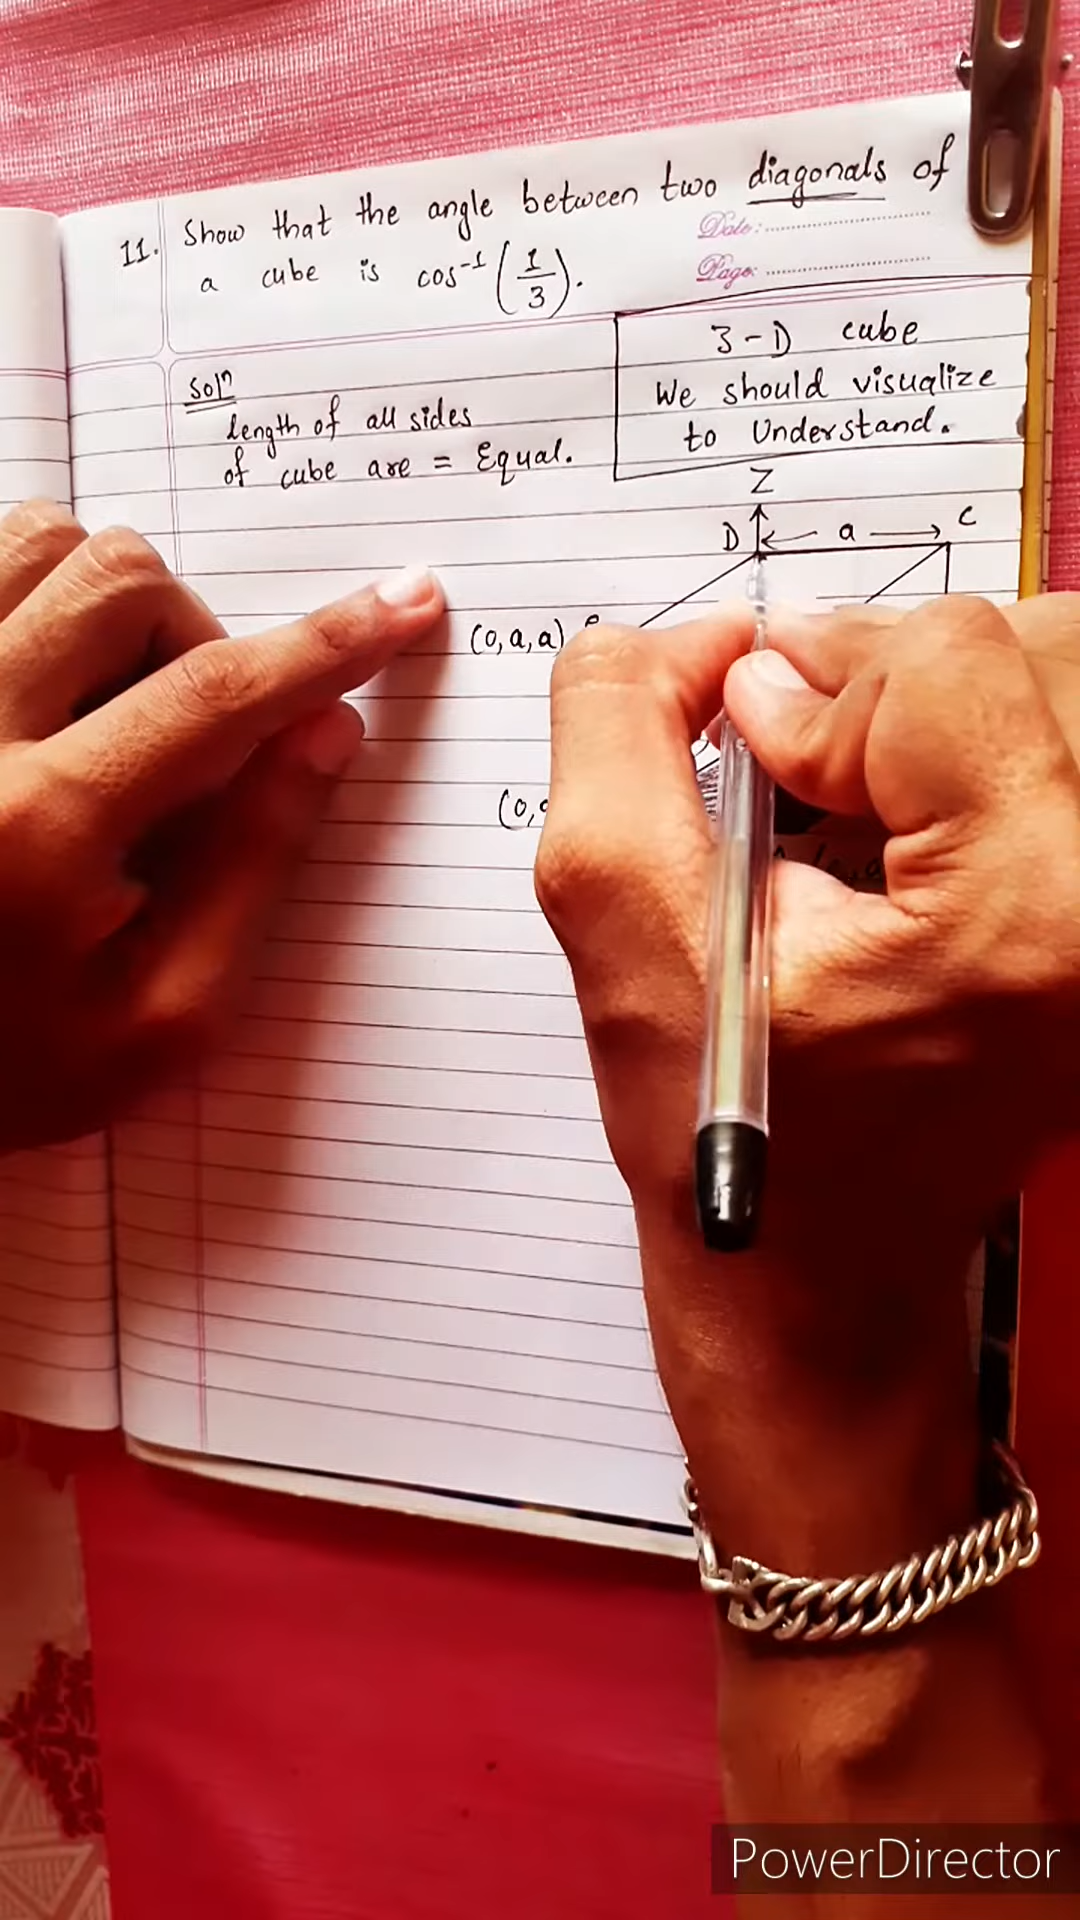 11. Show that the angle between two diagonals of
a cube is cos⁻¹(1/3).
Date:
Page:
3-D cube
We should visualize
to Understand.
Solⁿ
length of all sides
of cube are = Equal.
Z
D ← a → C
(0, a, a)
(0,
PowerDirector